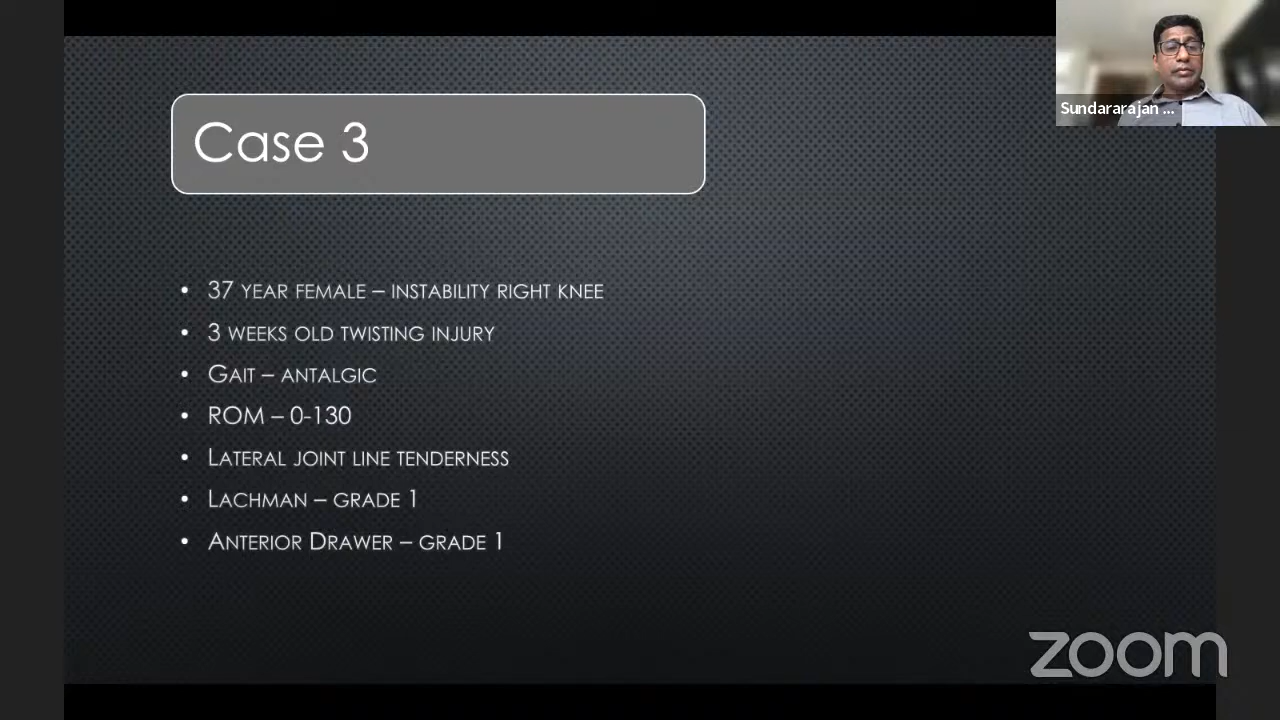 Sundararajan ...
Case 3
• 37 YEAR FEMALE – INSTABILITY RIGHT KNEE
• 3 WEEKS OLD TWISTING INJURY
• GAIT – ANTALGIC
• ROM – 0-130
• LATERAL JOINT LINE TENDERNESS
• LACHMAN – GRADE 1
• ANTERIOR DRAWER – GRADE 1
zoom